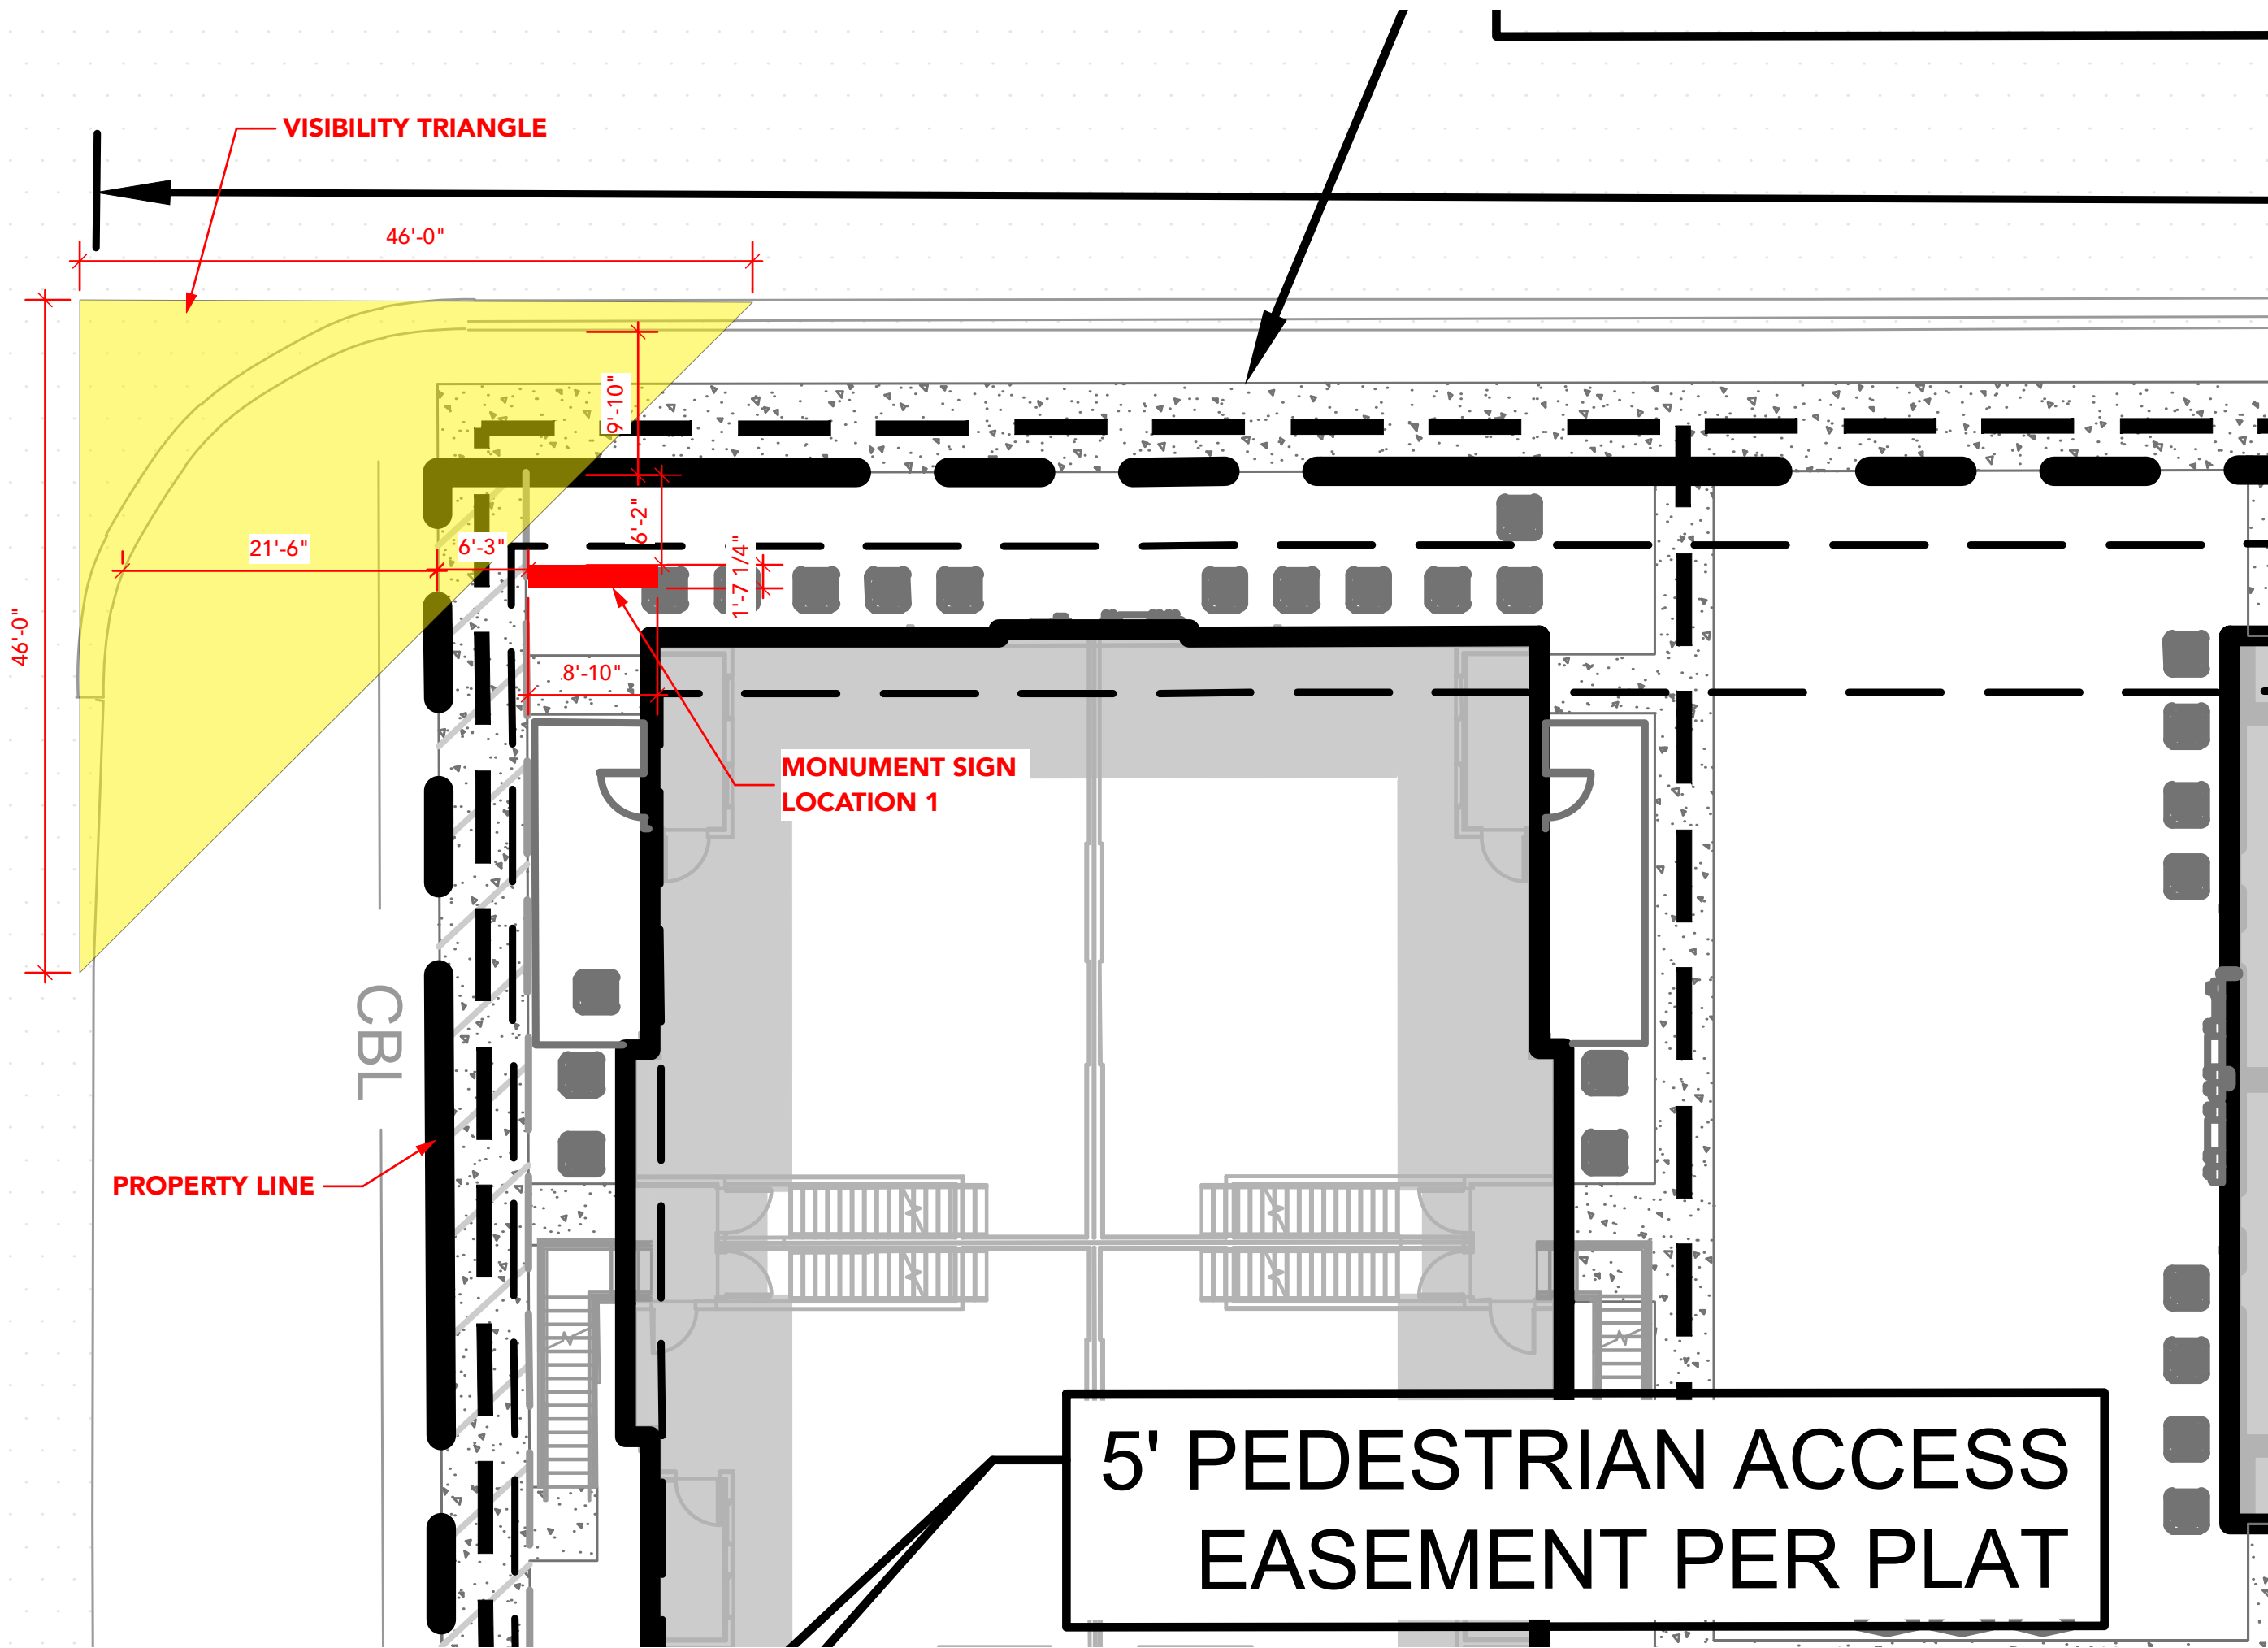 VISIBILITY TRIANGLE
46'-0"
9'-10"
6'-2"
21'-6"
6'-3"
1'-7 1/4"
46'-0"
8'-10"
MONUMENT SIGN
LOCATION 1
CBL
PROPERTY LINE
5' PEDESTRIAN ACCESS
EASEMENT PER PLAT